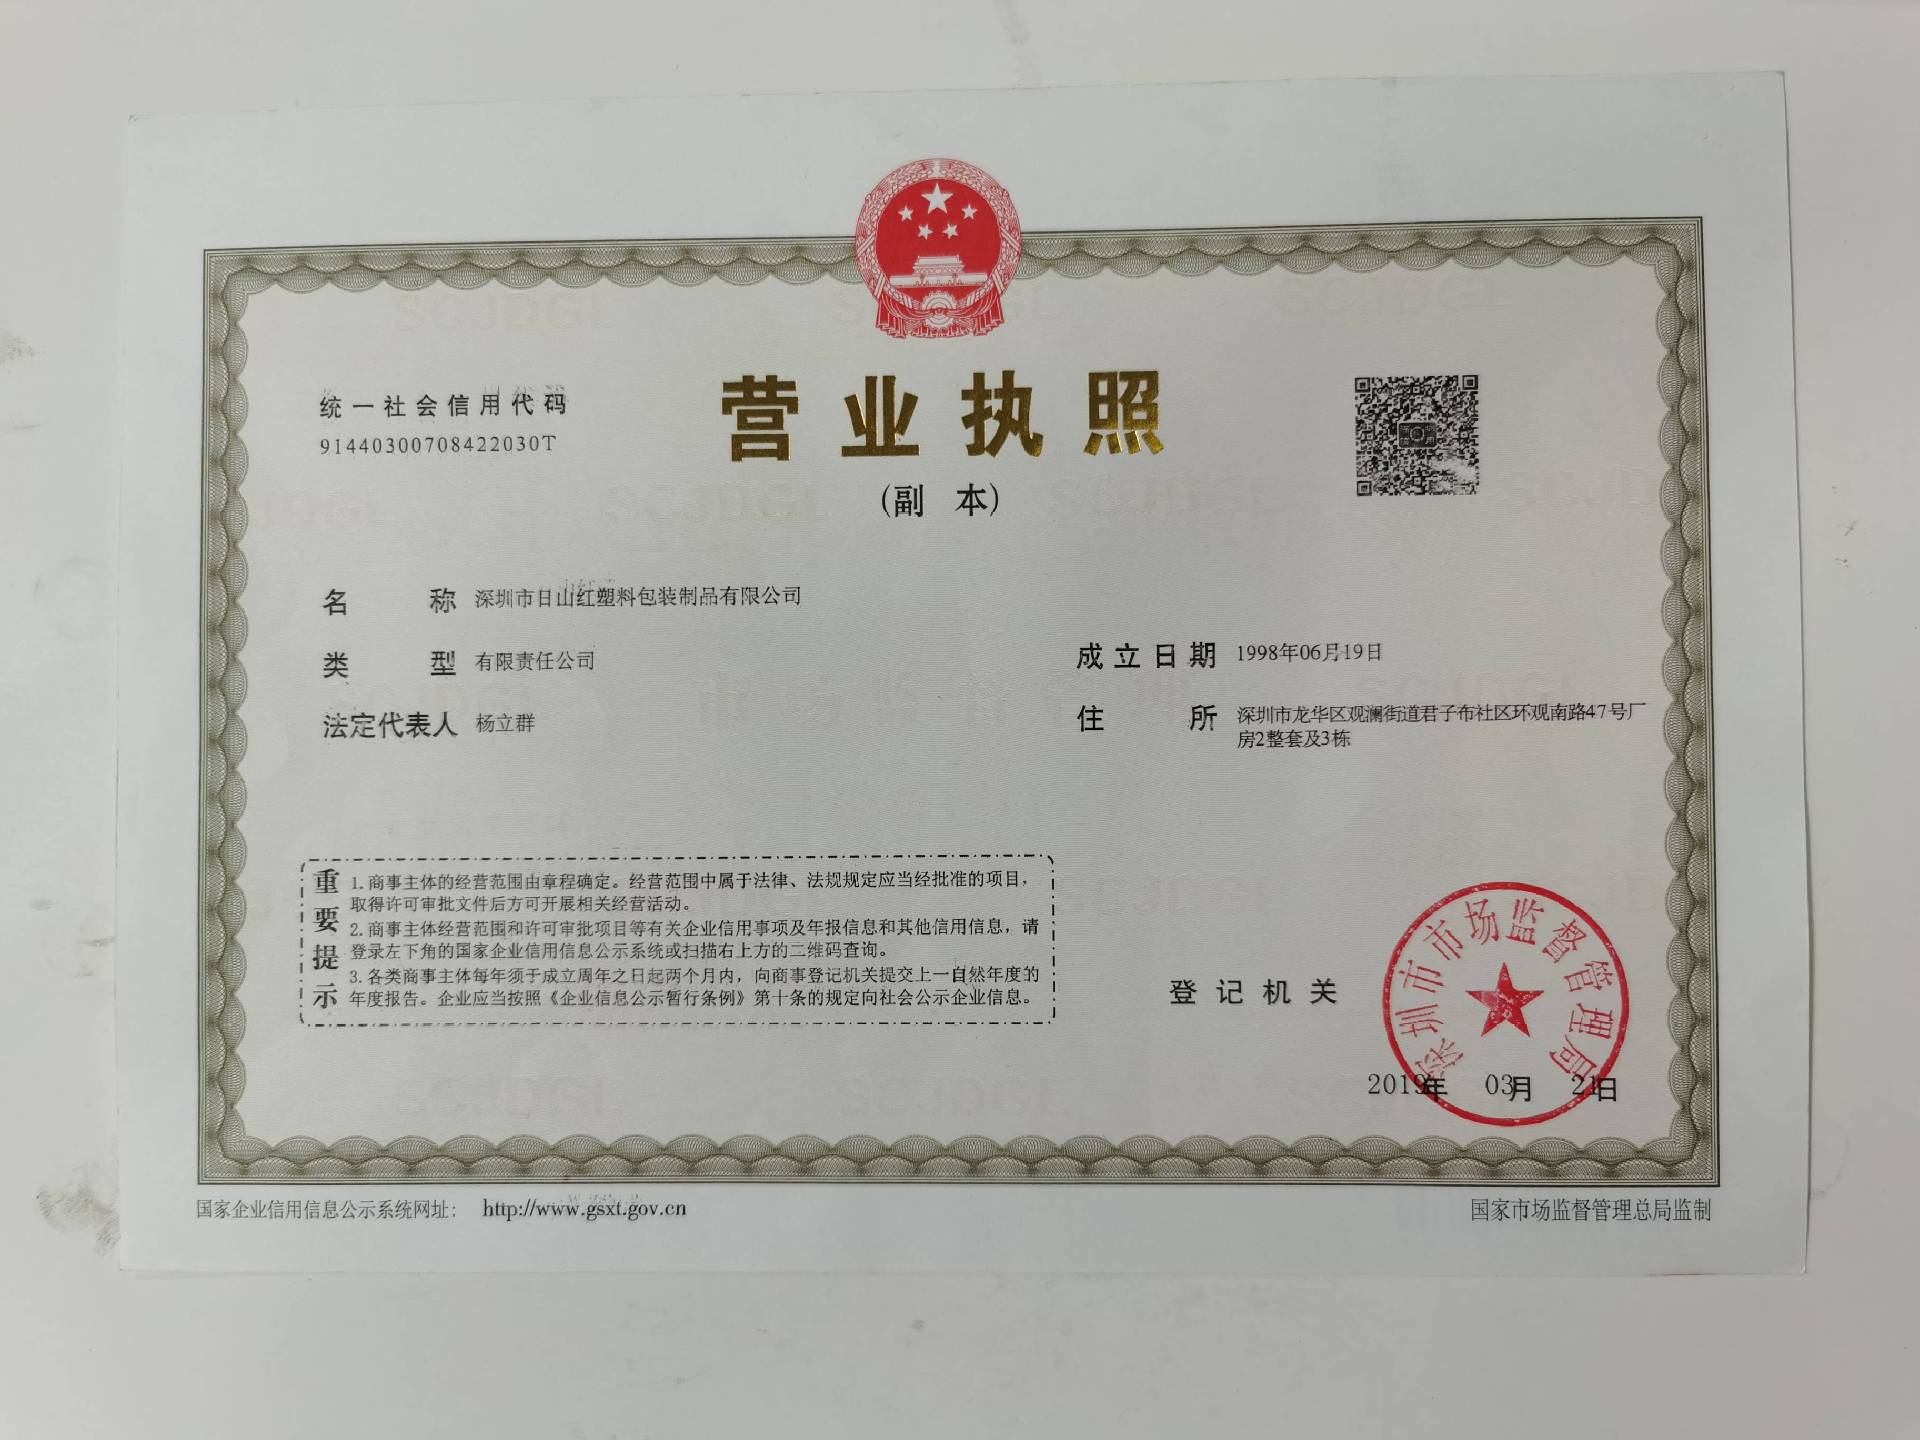 统一社会信用代码
91440300708422030T
营业执照
(副 本)
名 称 深圳市日山红塑料包装制品有限公司
类 型 有限责任公司
法定代表人 杨立群
成立日期 1998年06月19日
住 所 深圳市龙华区观澜街道君子布社区环观南路47号厂
房2整套及3栋
重要提示
1.商事主体的经营范围由章程确定。经营范围中属于法律、法规规定应当经批准的项目，
取得许可审批文件后方可开展相关经营活动。
2.商事主体经营范围和许可审批项目等有关企业信用事项及年报信息和其他信用信息，请
登录左下角的国家企业信用信息公示系统或扫描右上方的二维码查询。
3.各类商事主体每年须于成立周年之日起两个月内，向商事登记机关提交上一自然年度的
年度报告。企业应当按照《企业信息公示暂行条例》第十条的规定向社会公示企业信息。
登记机关
深圳市市场监督管理局
2019年 03月 21日
国家企业信用信息公示系统网址： http://www.gsxt.gov.cn
国家市场监督管理总局监制